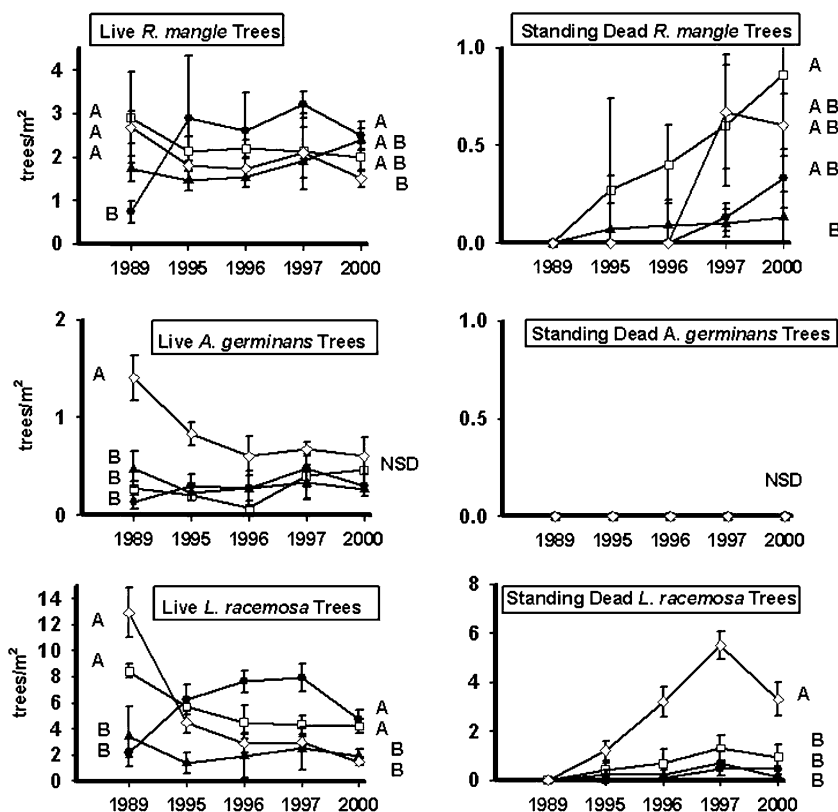 Live R. mangle Trees
trees/m²
4
3
2
1
0
A
A
A
B
A
A B
A B
B
1989 1995 1996 1997 2000
Standing Dead R. mangle Trees
1.0
0.5
0.0
A
A B
A B
A B
B
1989 1995 1996 1997 2000
Live A. germinans Trees
trees/m²
2
1
0
A
B
B
B
NSD
1989 1995 1996 1997 2000
Standing Dead A. germinans Trees
1.0
0.5
0.0
NSD
1989 1995 1996 1997 2000
Live L. racemosa Trees
trees/m²
14
12
10
8
6
4
2
0
A
A
B
B
A
A
B
B
1989 1995 1996 1997 2000
Standing Dead L. racemosa Trees
8
6
4
2
0
A
B
B
B
1989 1995 1996 1997 2000